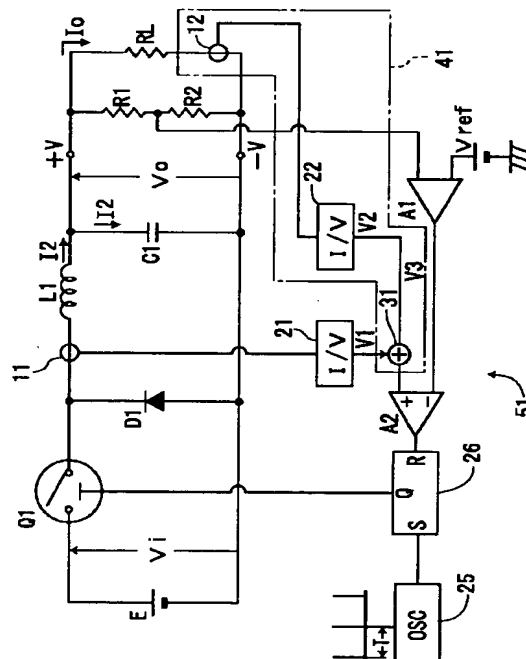 Io
+V
I2
L1
11
Q1
R1
RL
12
R2
Vo
I2
C1
D1
Vi
E
−V
41
21
I/V
22
I/V
V1
V2
31
A2
+
−
V3
A1
Vref
51
R
Q
S
26
OSC
25
T